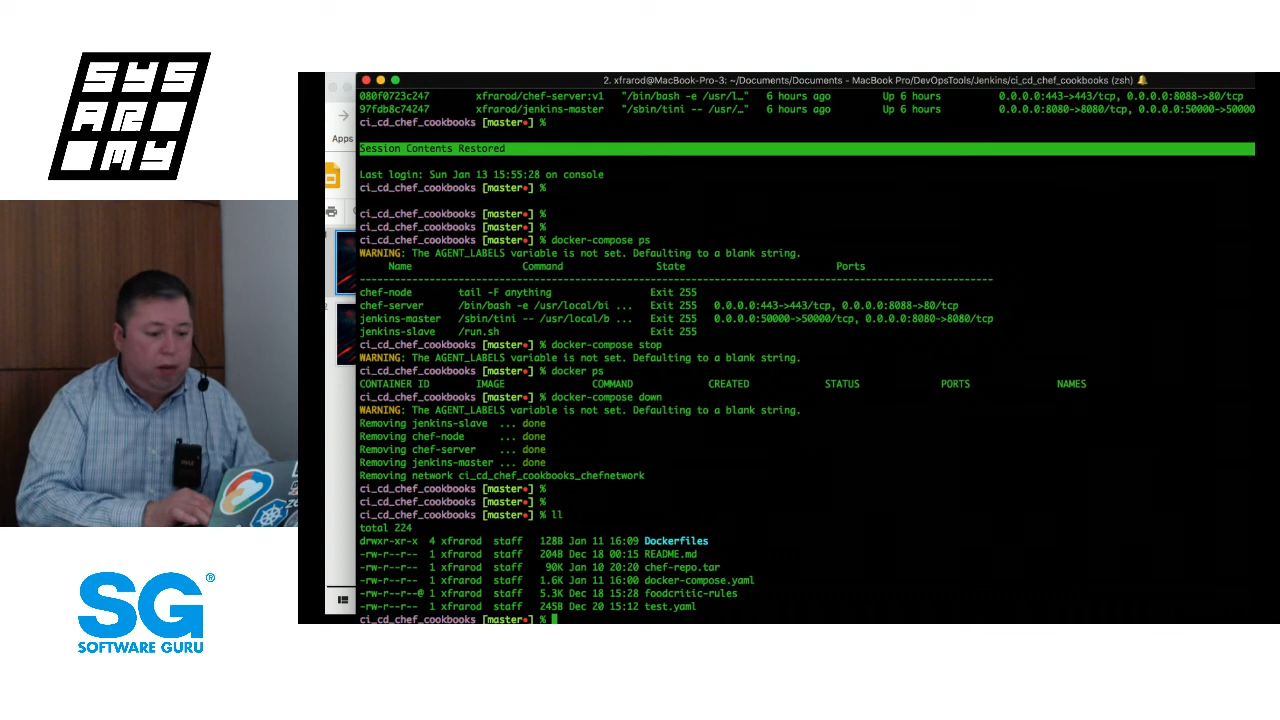 SYS
AR
MY
SG®
SOFTWARE GURU
Apps
2. xfrarod@MacBook-Pro-3: ~/Documents/Documents - MacBook Pro/DevOpsTools/Jenkins/ci_cd_chef_cookbooks (zsh)
080f0723c247 xfrarod/chef-server:v1 "/bin/bash -e /usr/l…" 6 hours ago Up 6 hours 0.0.0.0:443->443/tcp, 0.0.0.0:8088->80/tcp
97fdb8c74247 xfrarod/jenkins-master "/sbin/tini -- /usr/…" 6 hours ago Up 6 hours 0.0.0.0:8080->8080/tcp, 0.0.0.0:50000->50000
ci_cd_chef_cookbooks [master●] %
Session Contents Restored
Last login: Sun Jan 13 15:55:28 on console
ci_cd_chef_cookbooks [master●] %
ci_cd_chef_cookbooks [master●] %
ci_cd_chef_cookbooks [master●] %
ci_cd_chef_cookbooks [master●] % docker-compose ps
WARNING: The AGENT_LABELS variable is not set. Defaulting to a blank string.
Name Command State Ports
--------------------------------------------------------------------------------------------------
chef-node tail -F anything Exit 255
chef-server /bin/bash -e /usr/local/bi ... Exit 255 0.0.0.0:443->443/tcp, 0.0.0.0:8088->80/tcp
jenkins-master /sbin/tini -- /usr/local/b ... Exit 255 0.0.0.0:50000->50000/tcp, 0.0.0.0:8080->8080/tcp
jenkins-slave /run.sh Exit 255
ci_cd_chef_cookbooks [master●] % docker-compose stop
WARNING: The AGENT_LABELS variable is not set. Defaulting to a blank string.
ci_cd_chef_cookbooks [master●] % docker ps
CONTAINER ID IMAGE COMMAND CREATED STATUS PORTS NAMES
ci_cd_chef_cookbooks [master●] % docker-compose down
WARNING: The AGENT_LABELS variable is not set. Defaulting to a blank string.
Removing jenkins-slave ... done
Removing chef-node ... done
Removing chef-server ... done
Removing jenkins-master ... done
Removing network ci_cd_chef_cookbooks_chefnetwork
ci_cd_chef_cookbooks [master●] %
ci_cd_chef_cookbooks [master●] %
ci_cd_chef_cookbooks [master●] % ll
total 224
drwxr-xr-x 4 xfrarod staff 128B Jan 11 16:09 Dockerfiles
-rw-r--r-- 1 xfrarod staff 204B Dec 18 00:15 README.md
-rw-r--r-- 1 xfrarod staff 90K Jan 10 20:20 chef-repo.tar
-rw-r--r-- 1 xfrarod staff 1.6K Jan 11 16:00 docker-compose.yaml
-rw-r--r--@ 1 xfrarod staff 5.3K Dec 18 15:28 foodcritic-rules
-rw-r--r-- 1 xfrarod staff 245B Dec 20 15:12 test.yaml
ci_cd_chef_cookbooks [master●] %